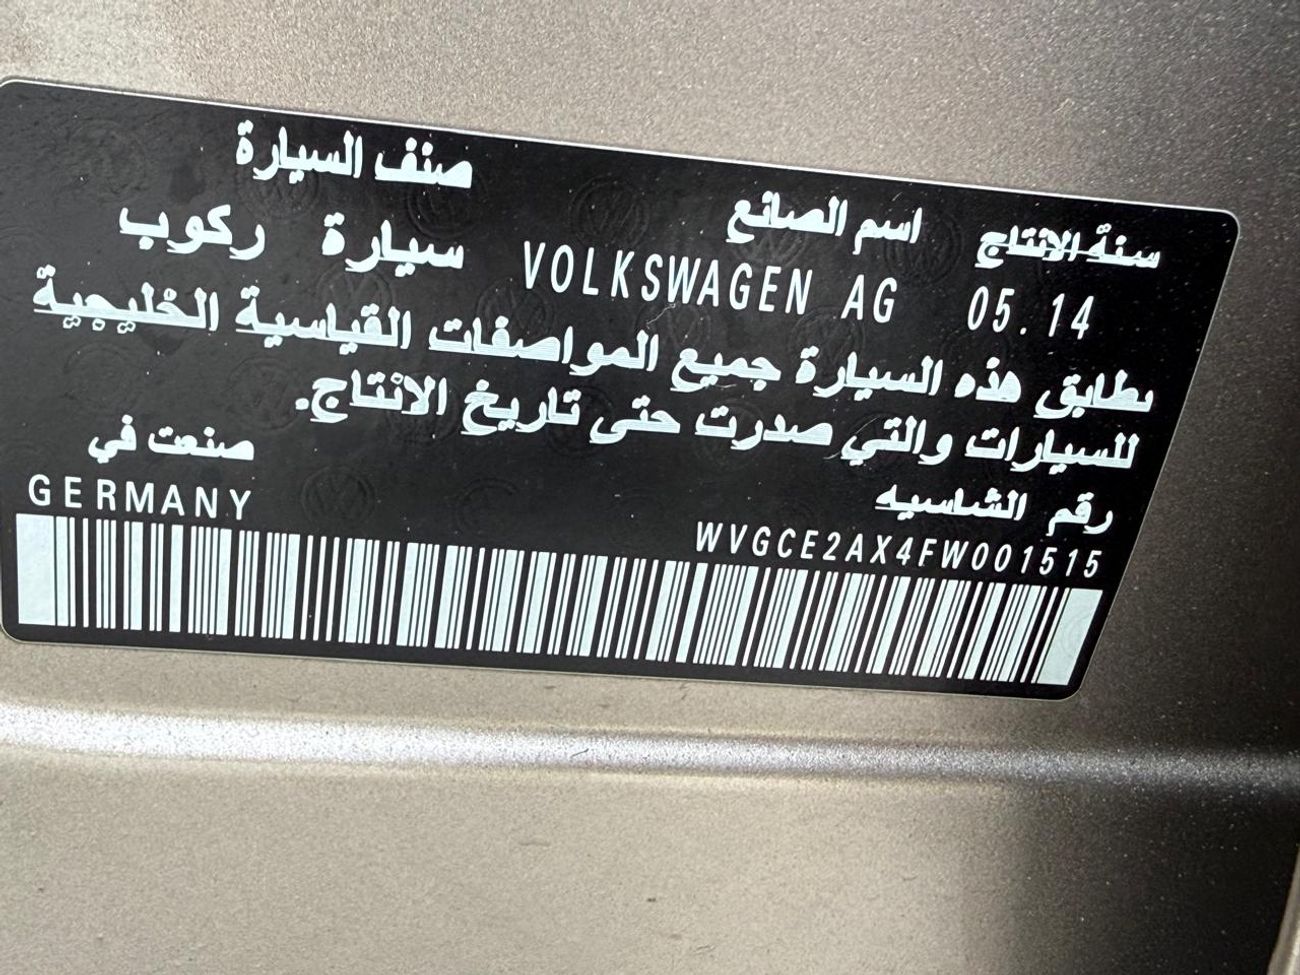 سنة الانتاج اسم الصانع صنف السيارة
05.14 VOLKSWAGEN AG سيارة ركوب
تطابق هذه السيارة جميع المواصفات القياسية الخليجية
للسيارات والتي صدرت حتى تاريخ الانتاج.
رقم الشاسيه صنعت في
WVGCE2AX4FW001515 GERMANY